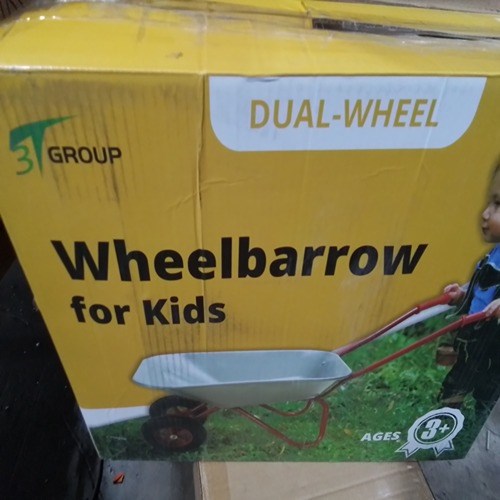 DUAL-WHEEL
3T GROUP
Wheelbarrow
for Kids
AGES 3+